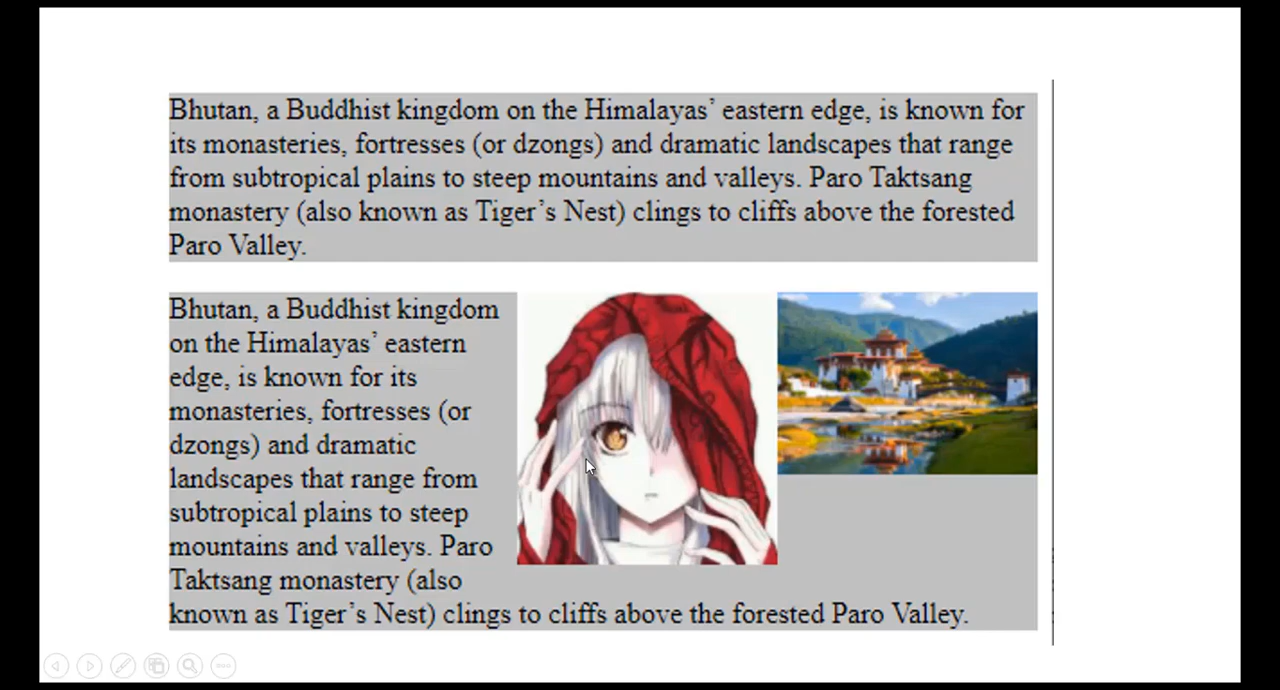 Bhutan, a Buddhist kingdom on the Himalayas’ eastern edge, is known for
its monasteries, fortresses (or dzongs) and dramatic landscapes that range
from subtropical plains to steep mountains and valleys. Paro Taktsang
monastery (also known as Tiger’s Nest) clings to cliffs above the forested
Paro Valley.
Bhutan, a Buddhist kingdom
on the Himalayas’ eastern
edge, is known for its
monasteries, fortresses (or
dzongs) and dramatic
landscapes that range from
subtropical plains to steep
mountains and valleys. Paro
Taktsang monastery (also
known as Tiger’s Nest) clings to cliffs above the forested Paro Valley.